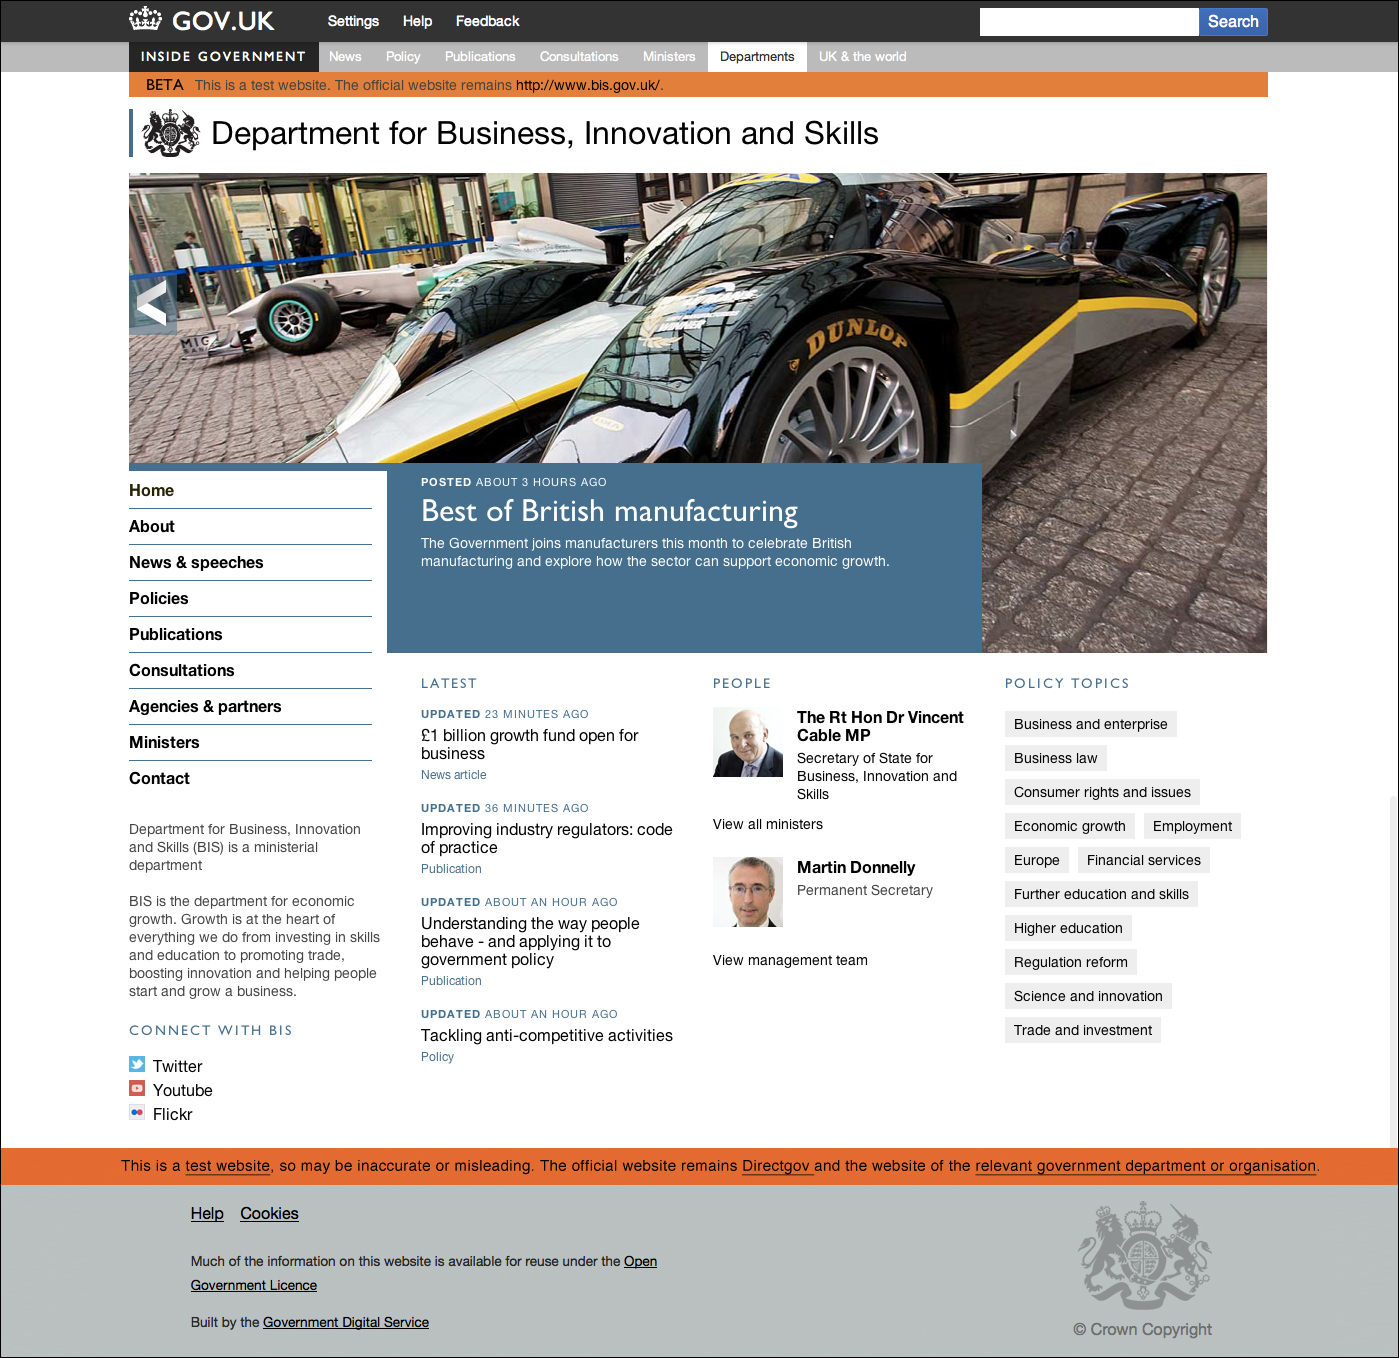 GOV.UK Settings Help Feedback Search
INSIDE GOVERNMENT News Policy Publications Consultations Ministers Departments UK & the world
BETA This is a test website. The official website remains http://www.bis.gov.uk/.
Department for Business, Innovation and Skills
DUNLOP
MIG
WINNER
POSTED ABOUT 3 HOURS AGO
Best of British manufacturing
The Government joins manufacturers this month to celebrate British
manufacturing and explore how the sector can support economic growth.
Home
About
News & speeches
Policies
Publications
Consultations
Agencies & partners
Ministers
Contact
Department for Business, Innovation
and Skills (BIS) is a ministerial
department
BIS is the department for economic
growth. Growth is at the heart of
everything we do from investing in skills
and education to promoting trade,
boosting innovation and helping people
start and grow a business.
CONNECT WITH BIS
Twitter
Youtube
Flickr
LATEST
UPDATED 23 MINUTES AGO
£1 billion growth fund open for
business
News article
UPDATED 36 MINUTES AGO
Improving industry regulators: code
of practice
Publication
UPDATED ABOUT AN HOUR AGO
Understanding the way people
behave - and applying it to
government policy
Publication
UPDATED ABOUT AN HOUR AGO
Tackling anti-competitive activities
Policy
PEOPLE
The Rt Hon Dr Vincent
Cable MP
Secretary of State for
Business, Innovation and
Skills
View all ministers
Martin Donnelly
Permanent Secretary
View management team
POLICY TOPICS
Business and enterprise
Business law
Consumer rights and issues
Economic growth Employment
Europe Financial services
Further education and skills
Higher education
Regulation reform
Science and innovation
Trade and investment
This is a test website, so may be inaccurate or misleading. The official website remains Directgov and the website of the relevant government department or organisation.
Help Cookies
Much of the information on this website is available for reuse under the Open
Government Licence
Built by the Government Digital Service
© Crown Copyright